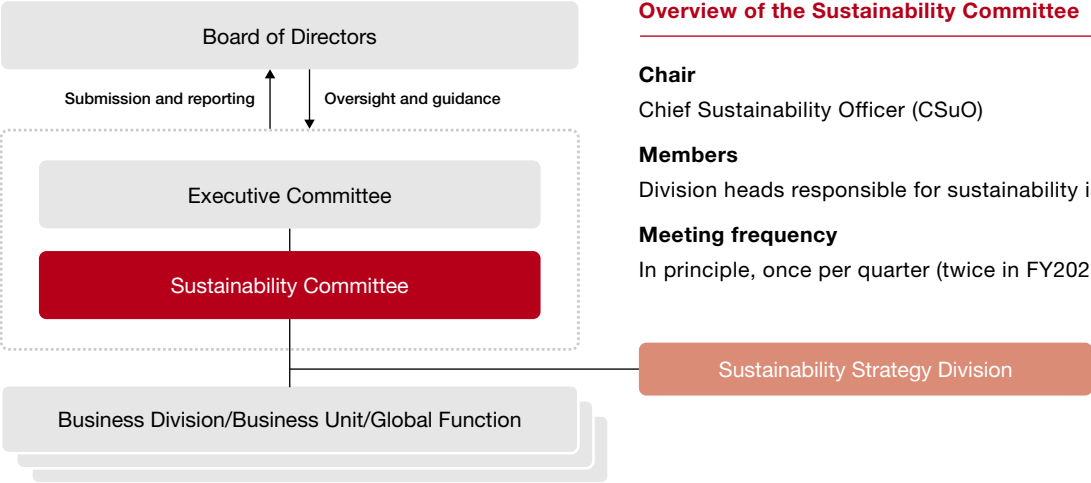 Board of Directors
Submission and reporting
Oversight and guidance
Executive Committee
Sustainability Committee
Business Division/Business Unit/Global Function
Overview of the Sustainability Committee
Chair
Chief Sustainability Officer (CSuO)
Members
Division heads responsible for sustainability
Meeting frequency
In principle, once per quarter (twice in
Sustainability Strategy Division